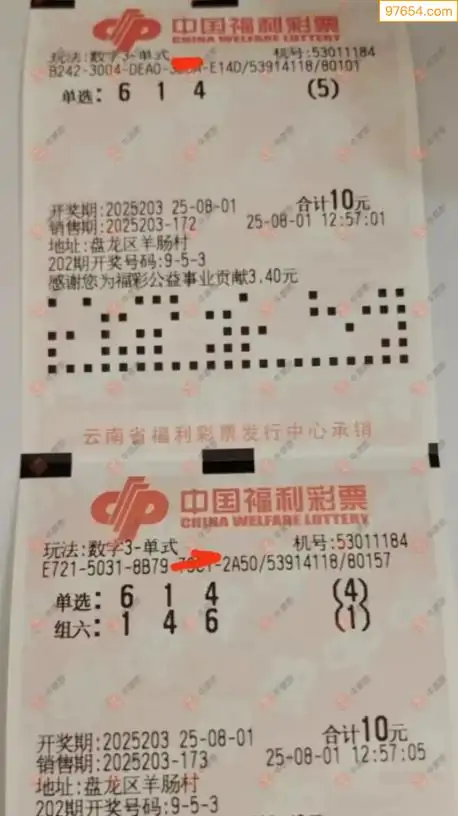 97654.com
中国福利彩票
CHINA WELFARE LOTTERY
玩法:数字3-单式 机号:53011184
B242-3004-DEA0- -E14D/53914118/80101
单选: 6 1 4 (5)
开奖期:2025203 25-08-01 合计10元
销售期:2025203-172 25-08-01 12:57:01
地址:盘龙区羊肠村
202期开奖号码:9-5-3
感谢您为福彩公益事业贡献3.40元
云南省福利彩票发行中心承销
中国福利彩票
CHINA WELFARE LOTTERY
玩法:数字3-单式 机号:53011184
E721-5031-8B79- -2A50/53914118/80157
单选: 6 1 4 (4)
组六: 1 4 6 (1)
开奖期:2025203 25-08-01 合计10元
销售期:2025203-173 25-08-01 12:57:05
地址:盘龙区羊肠村
202期开奖号码:9-5-3